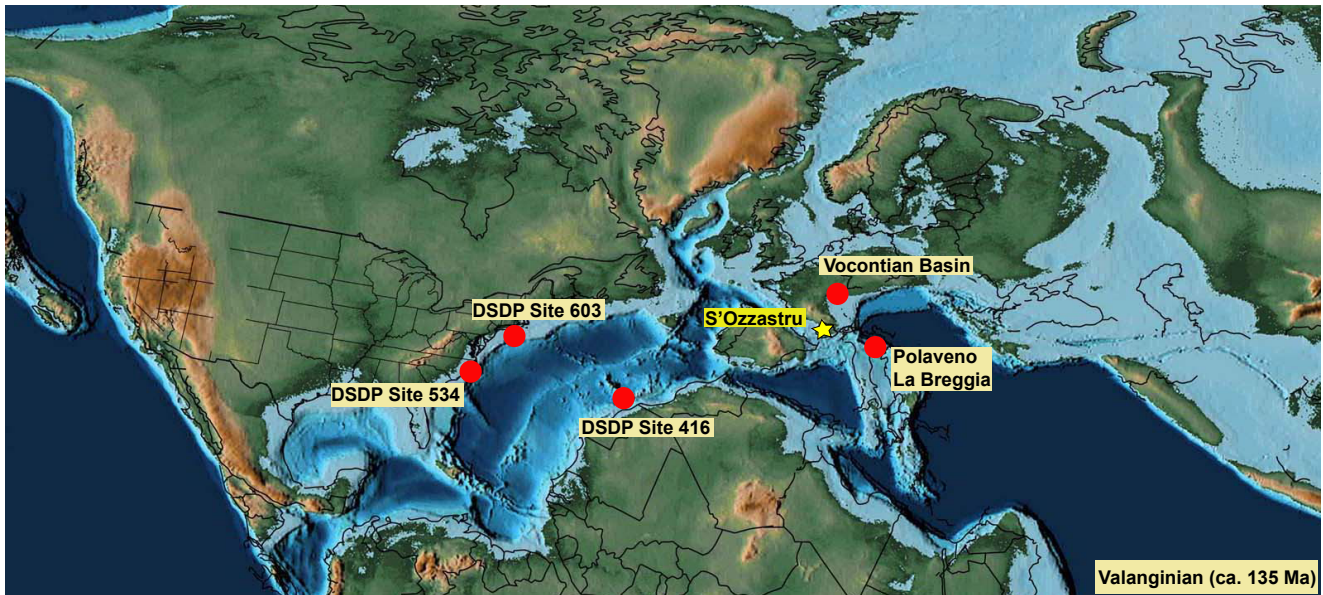 Vocontian Basin
DSDP Site 603
S'Ozzastru
Polaveno
La Breggia
DSDP Site 534
DSDP Site 416
Valanginian (ca. 135 Ma)